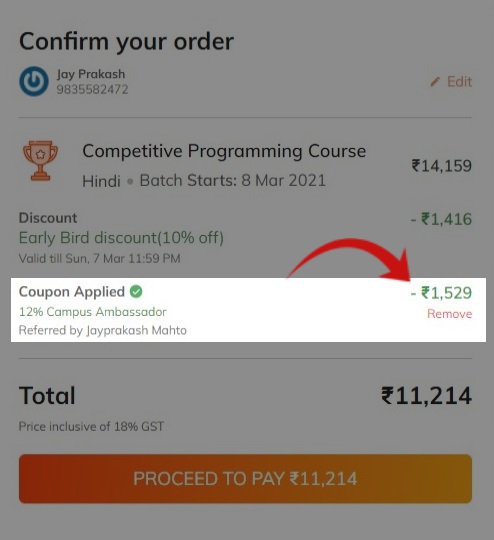 Confirm your order
Jay Prakash
9835582472
Edit
Competitive Programming Course
Hindi • Batch Starts: 8 Mar 2021
₹14,159
Discount
- ₹1,416
Early Bird discount(10% off)
Valid till Sun, 7 Mar 11:59 PM
Coupon Applied
- ₹1,529
12% Campus Ambassador
Remove
Referred by Jayprakash Mahto
Total
₹11,214
Price inclusive of 18% GST
PROCEED TO PAY ₹11,214